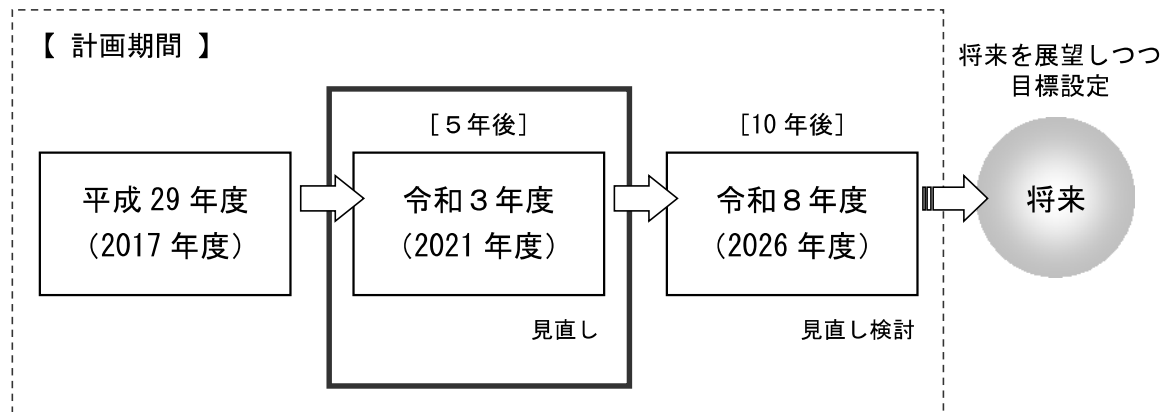 【 計画期間 】
将来を展望しつつ
目標設定
［５年後］
［10 年後］
平成 29 年度
（2017 年度）
令和３年度
（2021 年度）
令和８年度
（2026 年度）
将来
見直し
見直し検討